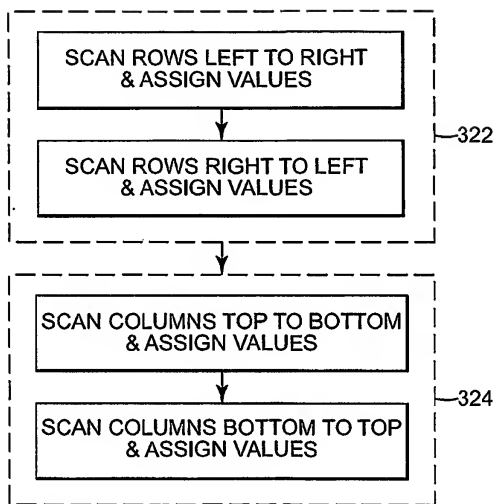 SCAN ROWS LEFT TO RIGHT
& ASSIGN VALUES
322
SCAN ROWS RIGHT TO LEFT
& ASSIGN VALUES
SCAN COLUMNS TOP TO BOTTOM
& ASSIGN VALUES
324
SCAN COLUMNS BOTTOM TO TOP
& ASSIGN VALUES